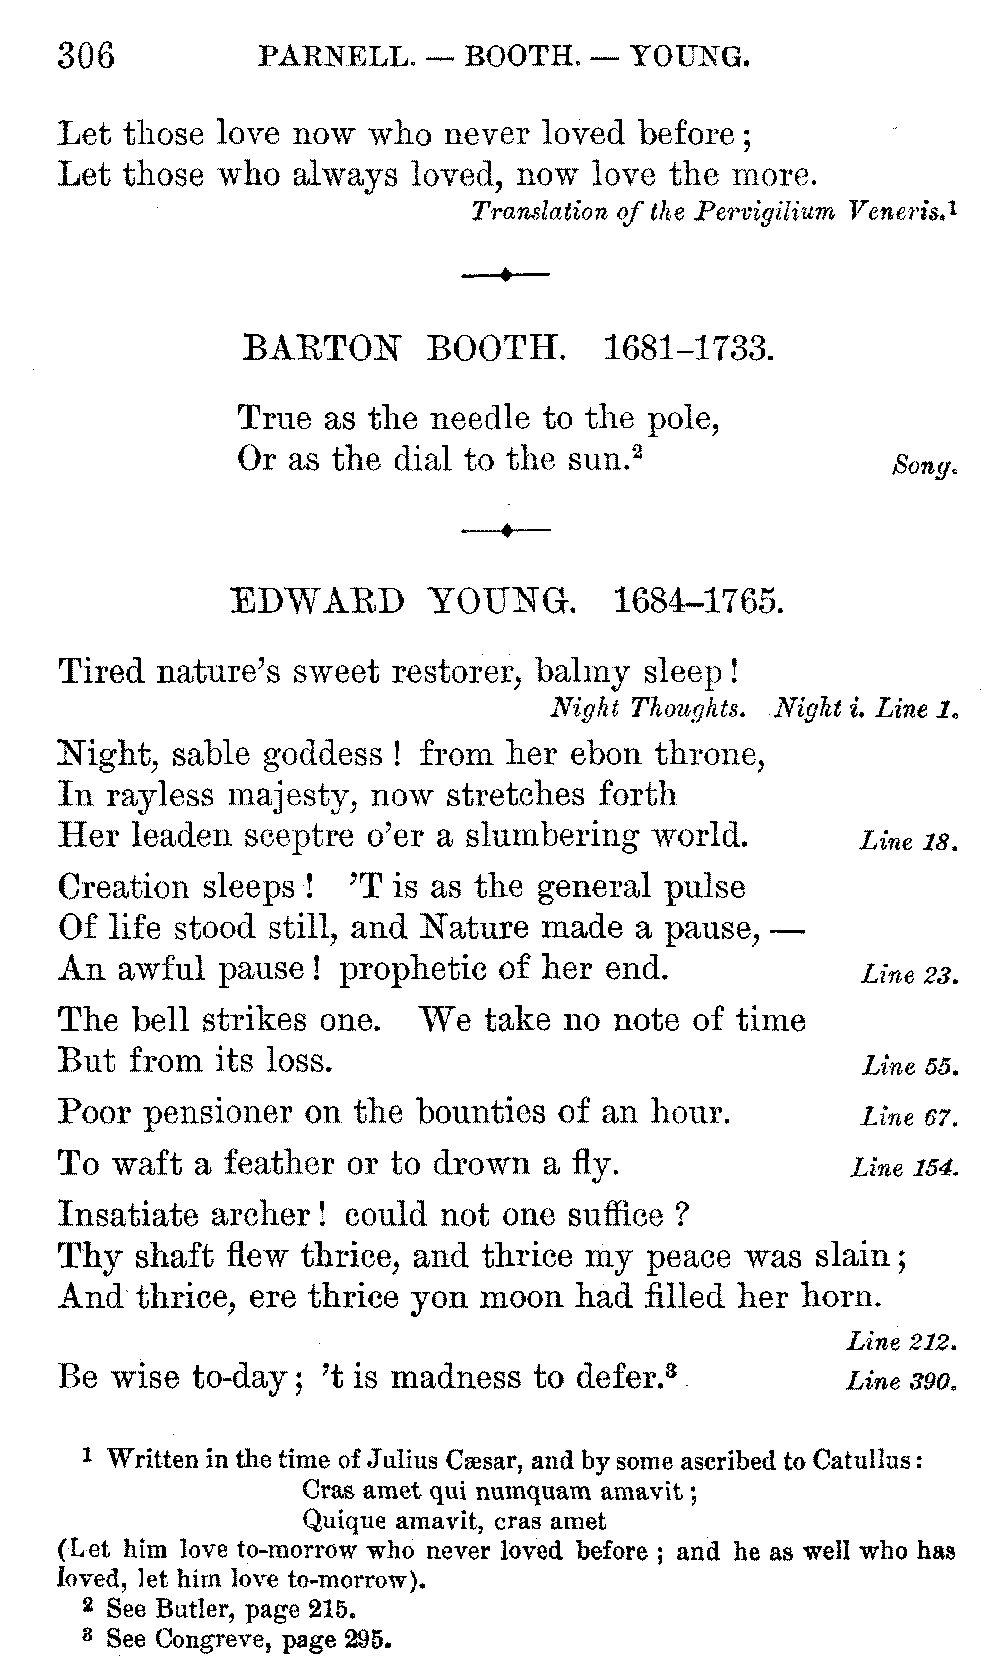 306 PARNELL. — BOOTH. — YOUNG.
Let those love now who never loved before;
Let those who always loved, now love the more.
Translation of the Pervigilium Veneris.¹
BARTON BOOTH. 1681–1733.
True as the needle to the pole,
Or as the dial to the sun.² Song.
EDWARD YOUNG. 1684–1765.
Tired nature's sweet restorer, balmy sleep!
Night Thoughts. Night i. Line 1.
Night, sable goddess! from her ebon throne,
In rayless majesty, now stretches forth
Her leaden sceptre o'er a slumbering world. Line 18.
Creation sleeps! 'T is as the general pulse
Of life stood still, and Nature made a pause,—
An awful pause! prophetic of her end. Line 23.
The bell strikes one. We take no note of time
But from its loss. Line 55.
Poor pensioner on the bounties of an hour. Line 67.
To waft a feather or to drown a fly. Line 154.
Insatiate archer! could not one suffice?
Thy shaft flew thrice, and thrice my peace was slain;
And thrice, ere thrice yon moon had filled her horn.
Line 212.
Be wise to-day; 't is madness to defer.³ Line 390.
¹ Written in the time of Julius Cæsar, and by some ascribed to Catullus:
Cras amet qui numquam amavit;
Quique amavit, cras amet
(Let him love to-morrow who never loved before; and he as well who has
loved, let him love to-morrow).
² See Butler, page 215.
³ See Congreve, page 295.